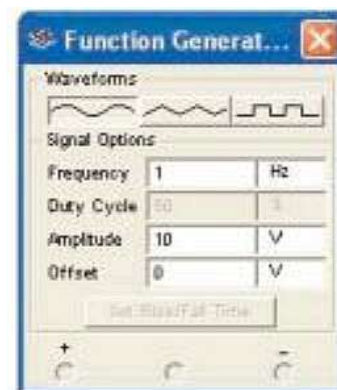 Function Generat...
Waveforms
Signal Options
Frequency 1 Hz
Duty Cycle 50 %
Amplitude 10 V
Offset 0 V
Set Rise/Fall Time
+ -